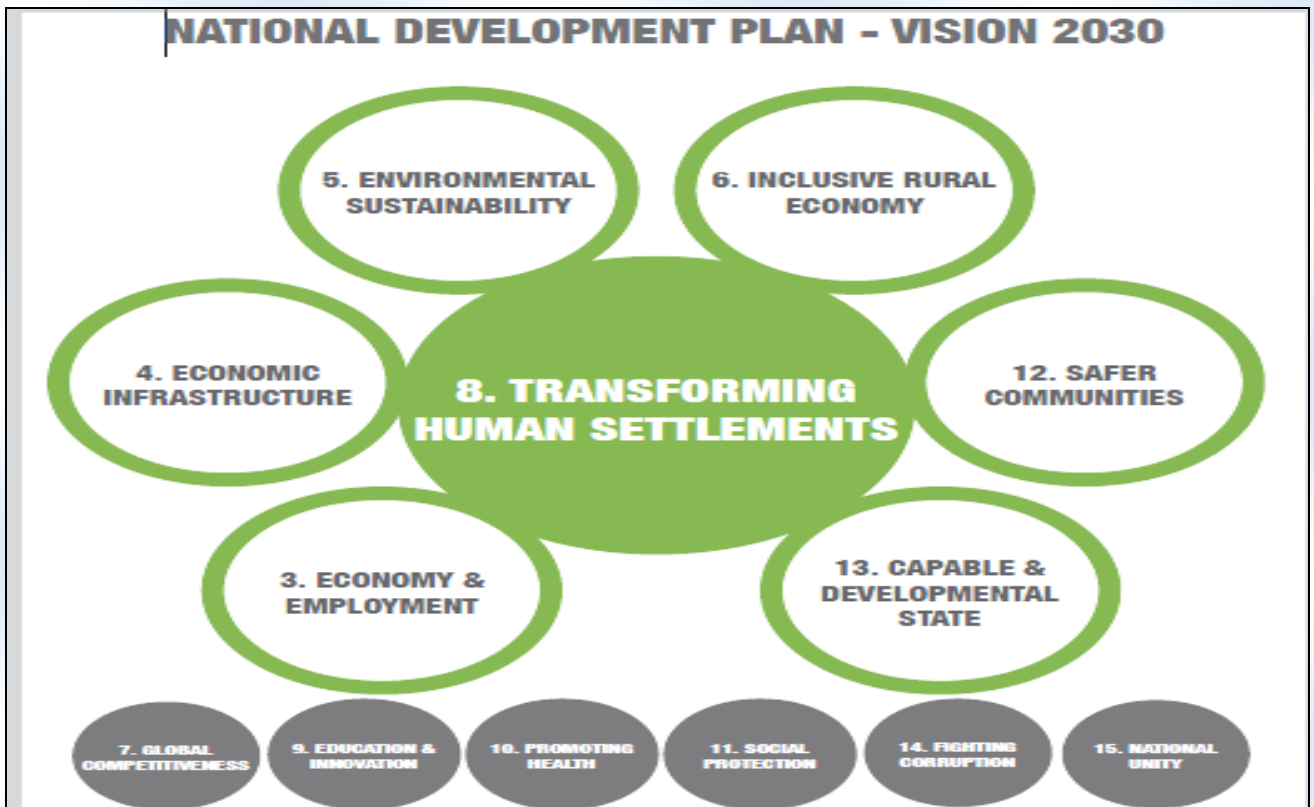 NATIONAL DEVELOPMENT PLAN – VISION 2030
5. ENVIRONMENTAL
SUSTAINABILITY
6. INCLUSIVE RURAL
ECONOMY
4. ECONOMIC
INFRASTRUCTURE
8. TRANSFORMING
HUMAN SETTLEMENTS
12. SAFER
COMMUNITIES
3. ECONOMY &
EMPLOYMENT
13. CAPABLE &
DEVELOPMENTAL
STATE
7. GLOBAL
COMPETITIVENESS
9. EDUCATION &
INNOVATION
10. PROMOTING
HEALTH
11. SOCIAL
PROTECTION
14. FIGHTING
CORRUPTION
15. NATIONAL
UNITY